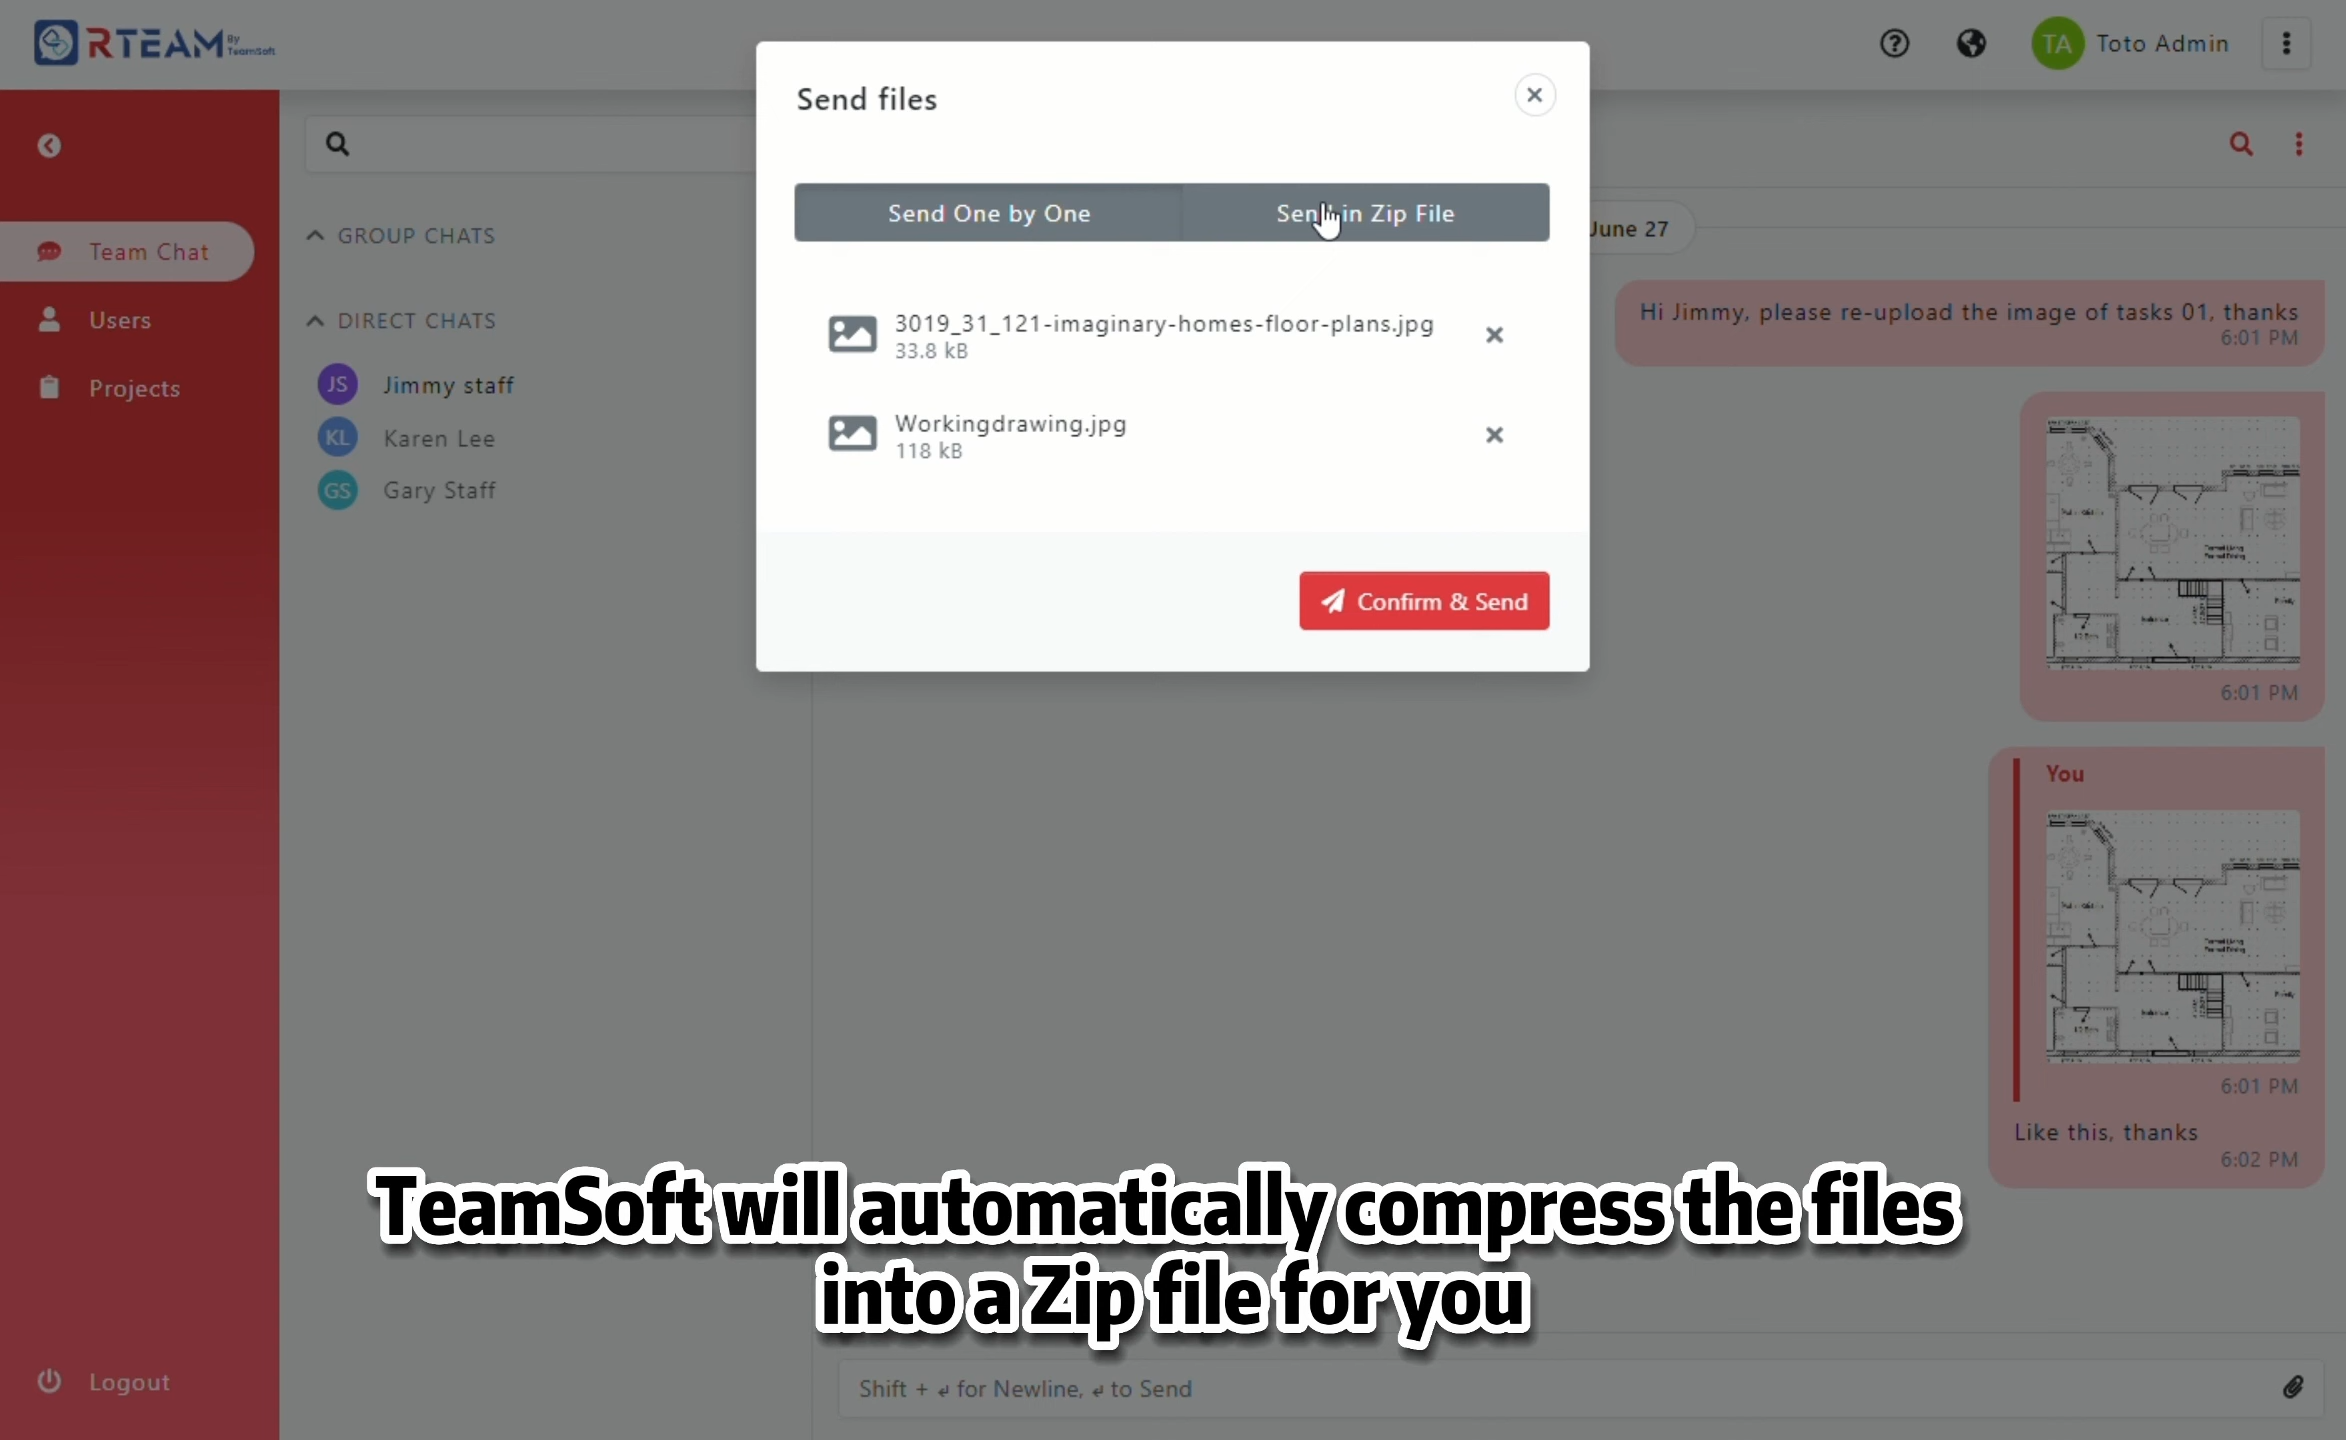 RTEAM By TeamSoft
TA Toto Admin
Send files
Send One by One
Send in Zip File
3019_31_121-imaginary-homes-floor-plans.jpg
33.8 kB
Workingdrawing.jpg
118 kB
Confirm & Send
Team Chat
Users
Projects
Logout
GROUP CHATS
DIRECT CHATS
JS Jimmy staff
KL Karen Lee
GS Gary Staff
June 27
Hi Jimmy, please re-upload the image of tasks 01, thanks
6:01 PM
6:01 PM
You
6:01 PM
Like this, thanks
6:02 PM
TeamSoft will automatically compress the files
into a Zip file for you
Shift + ↵ for Newline, ↵ to Send